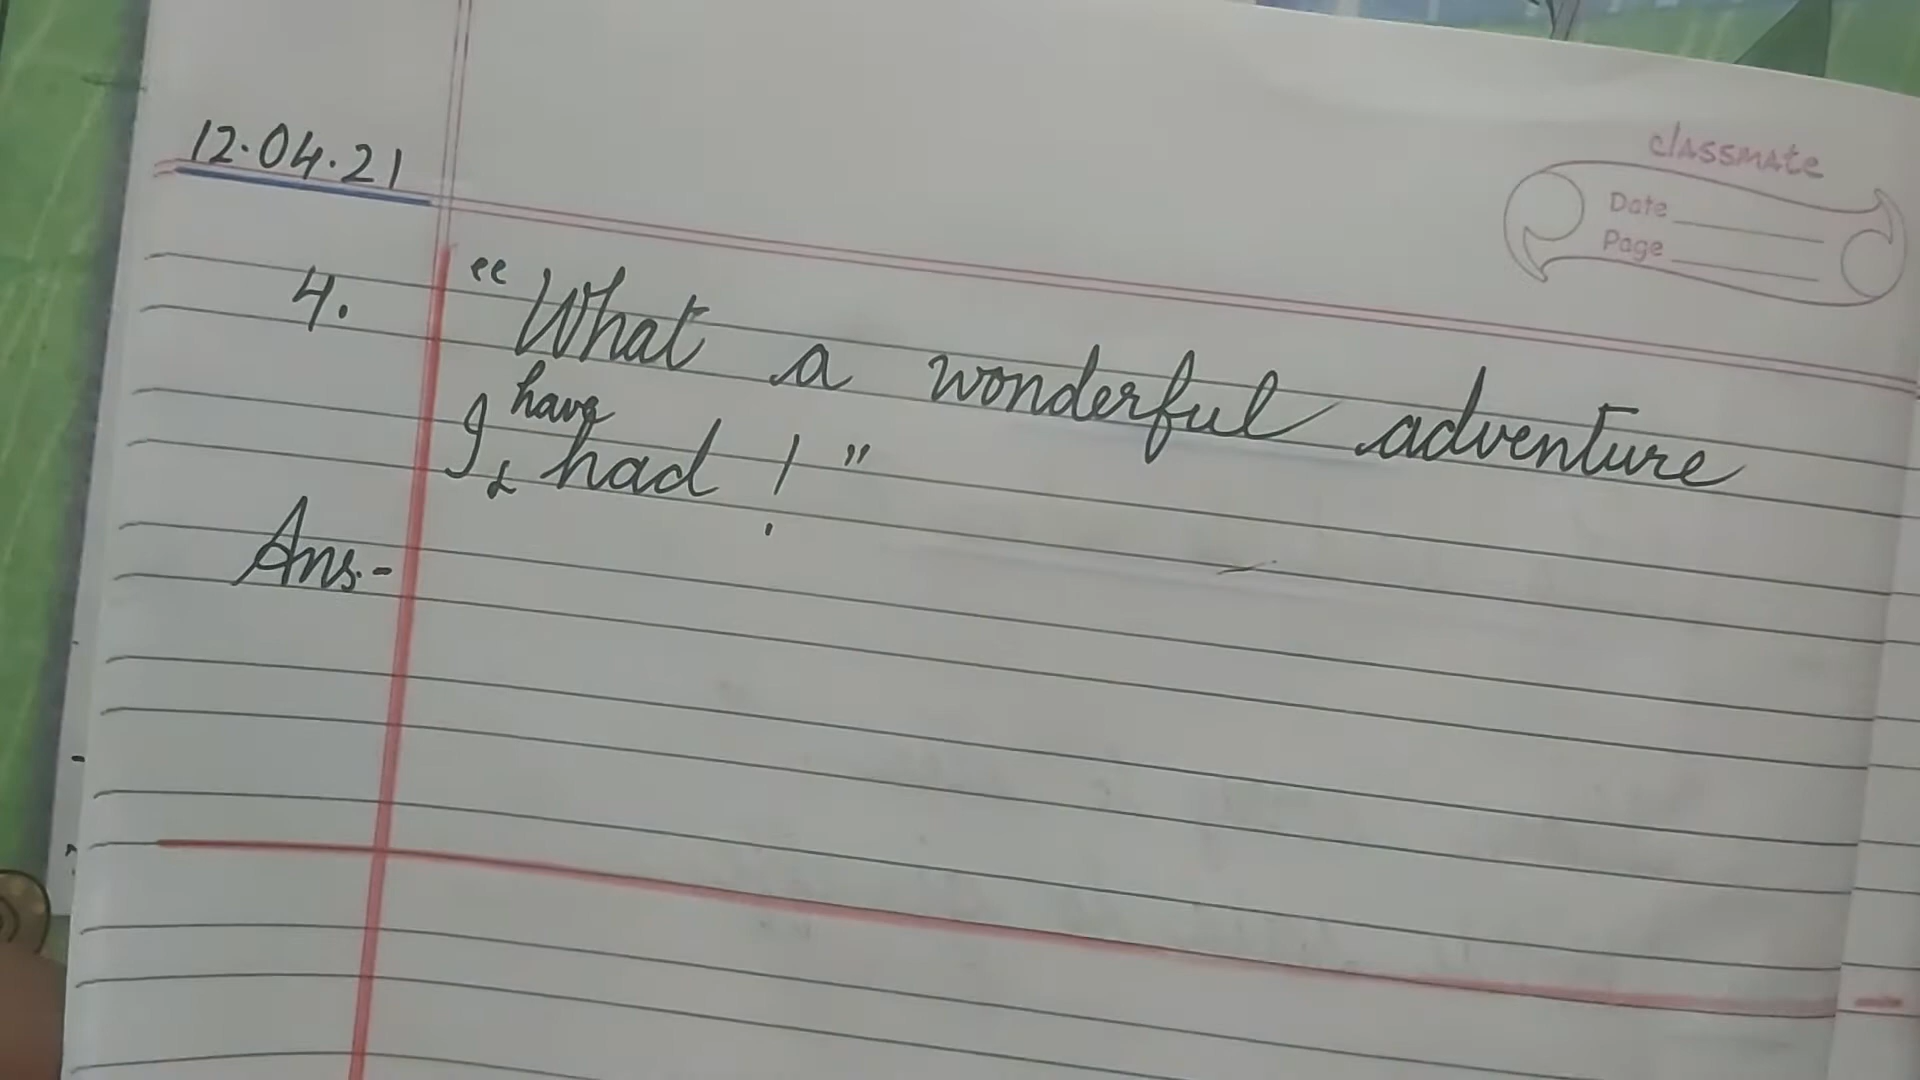 12.04.21
classmate
Date
Page
4. "What a wonderful adventure
have
I had !"
Ans.-